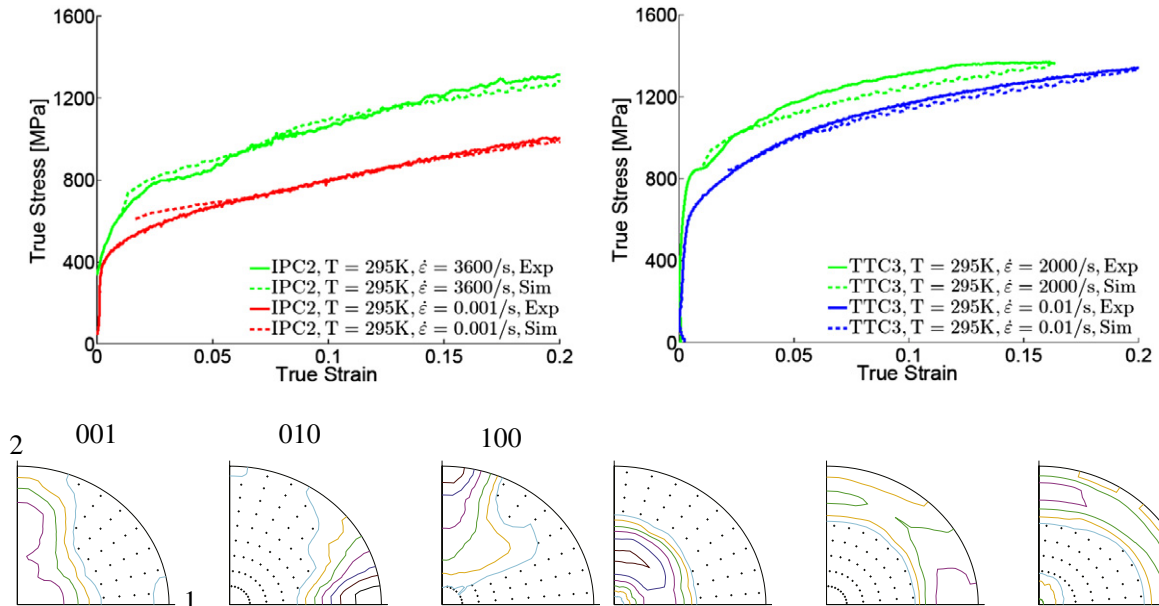 1600
1200
800
400
0
True Stress [MPa]
IPC2, T = 295K, ε̇ = 3600/s, Exp
IPC2, T = 295K, ε̇ = 3600/s, Sim
IPC2, T = 295K, ε̇ = 0.001/s, Exp
IPC2, T = 295K, ε̇ = 0.001/s, Sim
0 0.05 0.1 0.15 0.2
True Strain
1600
1200
800
400
0
True Stress [MPa]
TTC3, T = 295K, ε̇ = 2000/s, Exp
TTC3, T = 295K, ε̇ = 2000/s, Sim
TTC3, T = 295K, ε̇ = 0.01/s, Exp
TTC3, T = 295K, ε̇ = 0.01/s, Sim
0 0.05 0.1 0.15 0.2
True Strain
2 001 010 100
1